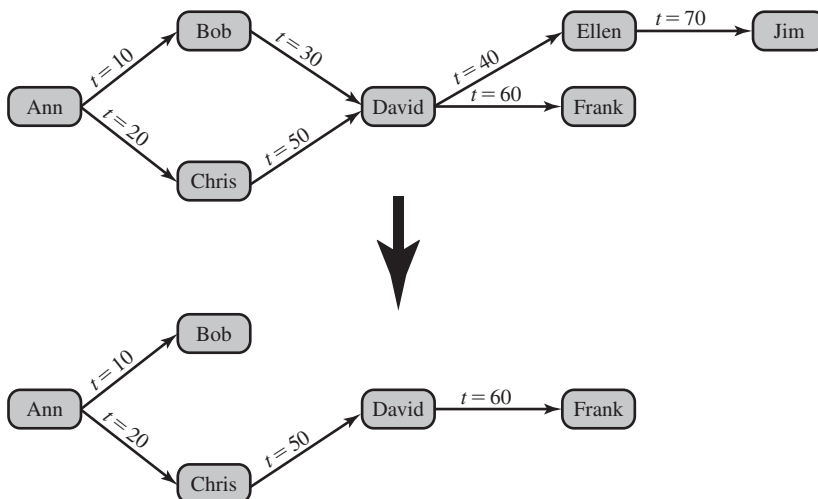 Ann
t = 10
Bob
t = 20
Chris
t = 30
t = 50
David
t = 40
t = 60
Ellen
Frank
t = 70
Jim
Ann
t = 10
Bob
t = 20
Chris
t = 50
David
t = 60
Frank